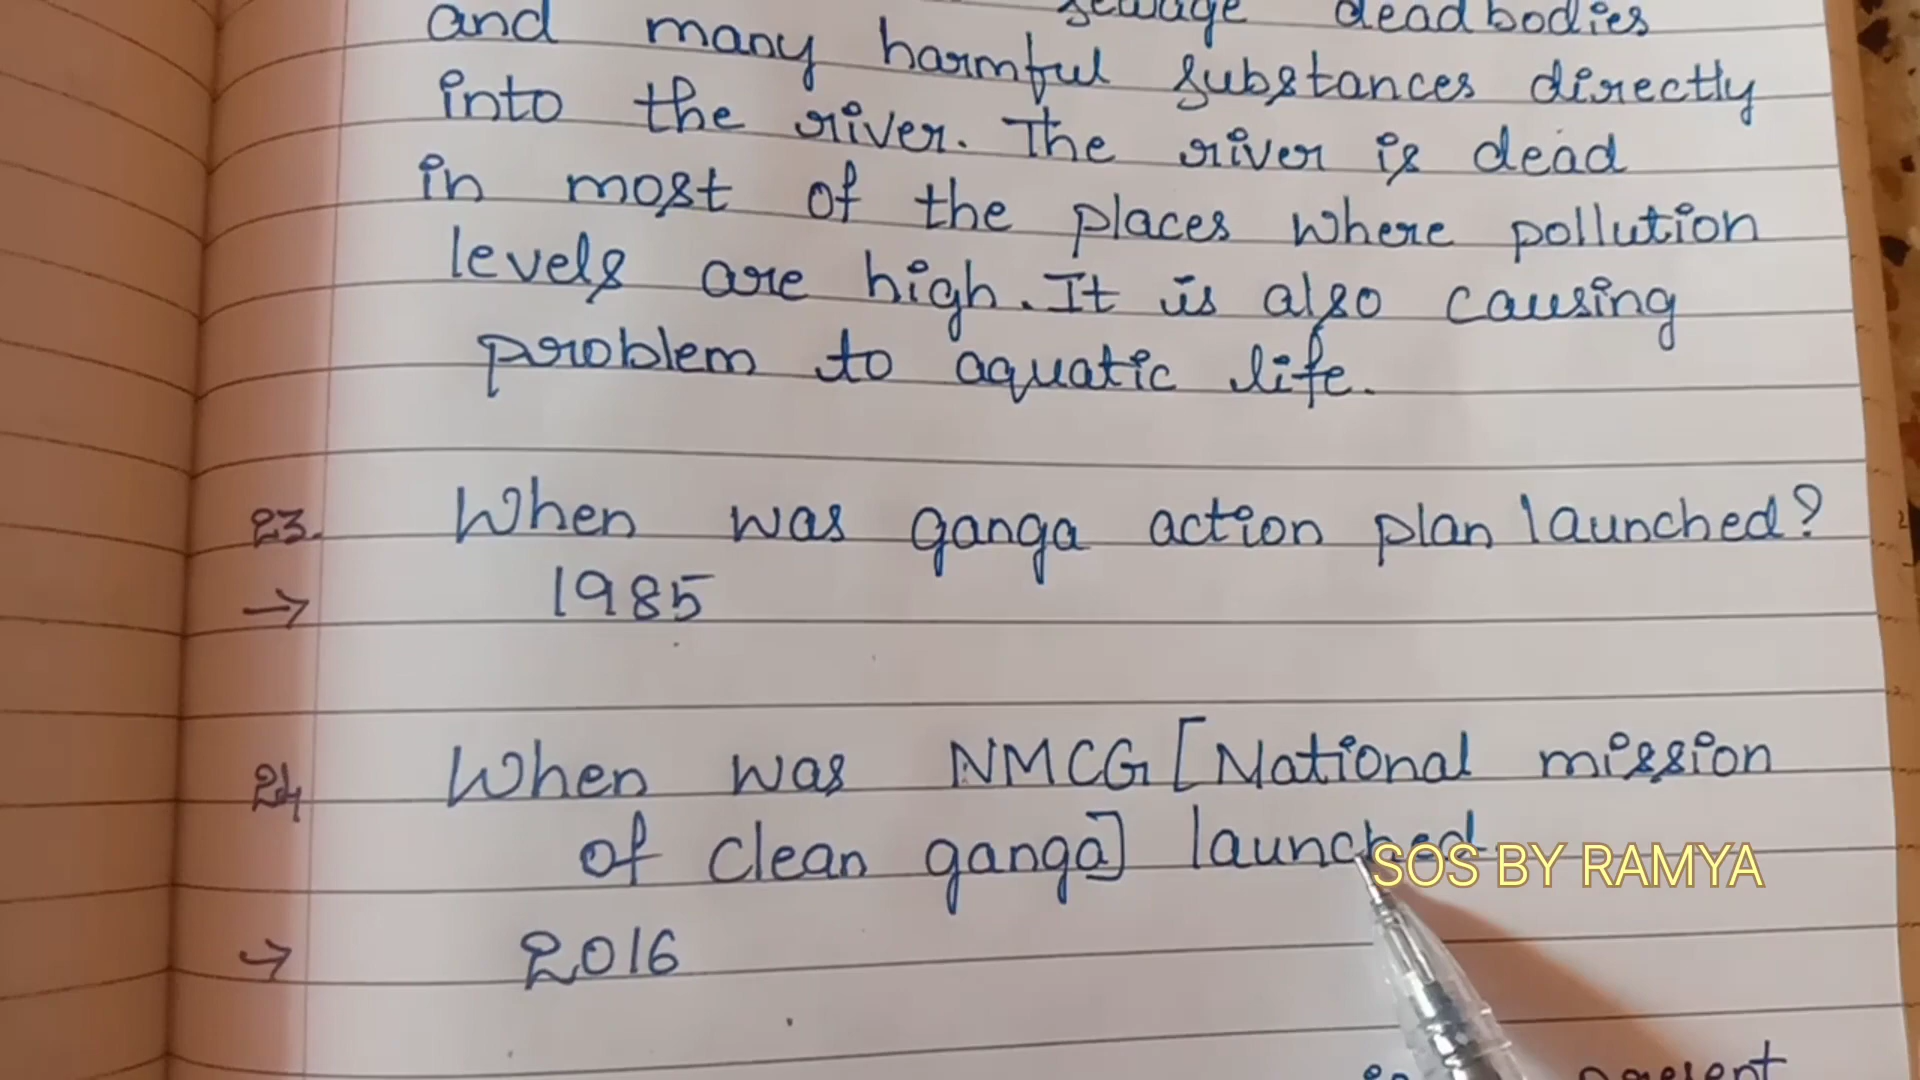 sewage deadbodies
and many harmful substances directly
into the river. The river is dead
in most of the places where pollution
levels are high. It is also causing
problem to aquatic life.
23. When was ganga action plan launched?
→ 1985
24 When was NMCG [National mission
of clean ganga] launched
→ 2016
SOS BY RAMYA
present